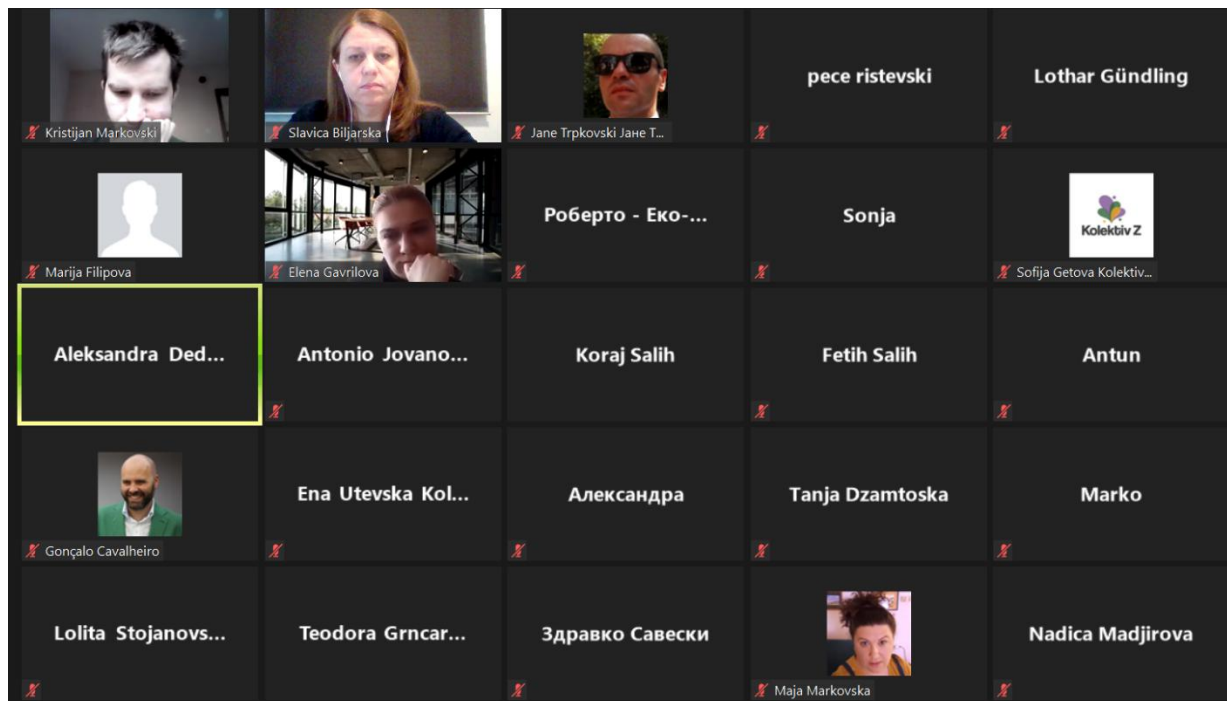 Kristijan Markovski
Slavica Biljarska
Jane Trpkovski Јане Т...
pece ristevski
Lothar Gündling
Marija Filipova
Elena Gavrilova
Роберто - Еко-...
Sonja
Kolektiv Z
Sofija Getova Kolektiv...
Aleksandra Ded...
Antonio Jovano...
Koraj Salih
Fetih Salih
Antun
Gonçalo Cavalheiro
Ena Utevska Kol...
Александра
Tanja Dzamtoska
Marko
Lolita Stojanovs...
Teodora Grncar...
Здравко Савески
Maja Markovska
Nadica Madjirova